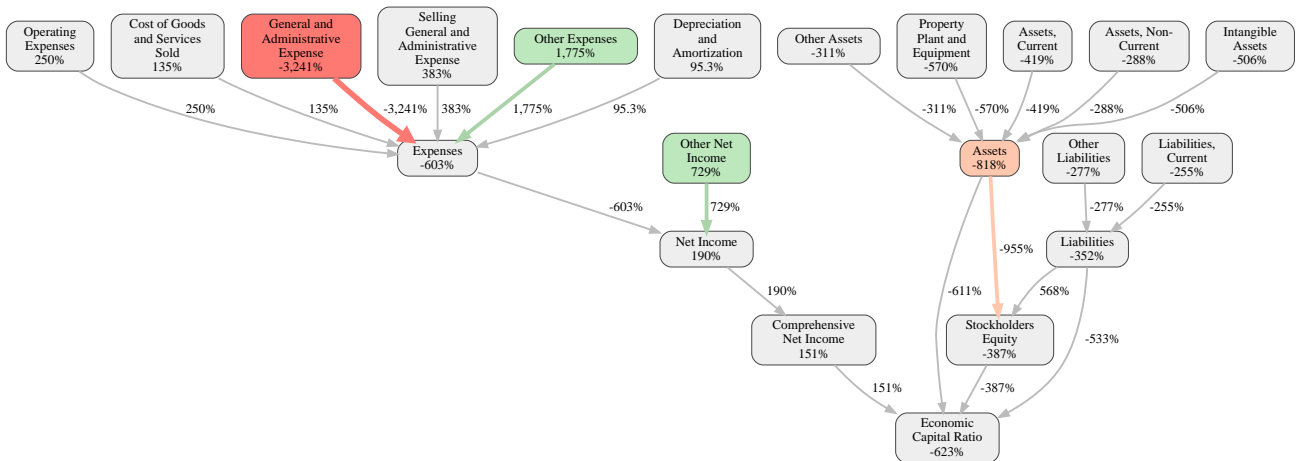 Operating
Expenses
250%
Cost of Goods
and Services
Sold
135%
General and
Administrative
Expense
-3,241%
Selling
General and
Administrative
Expense
383%
Other Expenses
1,775%
Depreciation
and
Amortization
95.3%
Other Assets
-311%
Property
Plant and
Equipment
-570%
Assets,
Current
-419%
Assets, Non-
Current
-288%
Intangible
Assets
-506%
250%
135%
-3,241%
383%
1,775%
95.3%
-311%
-570%
-419%
-288%
-506%
Expenses
-603%
Other Net
Income
729%
Assets
-818%
Other
Liabilities
-277%
Liabilities,
Current
-255%
-603%
729%
-277%
-255%
Net Income
190%
-955%
Liabilities
-352%
190%
-611%
568%
-533%
Comprehensive
Net Income
151%
Stockholders
Equity
-387%
151%
-387%
Economic
Capital Ratio
-623%